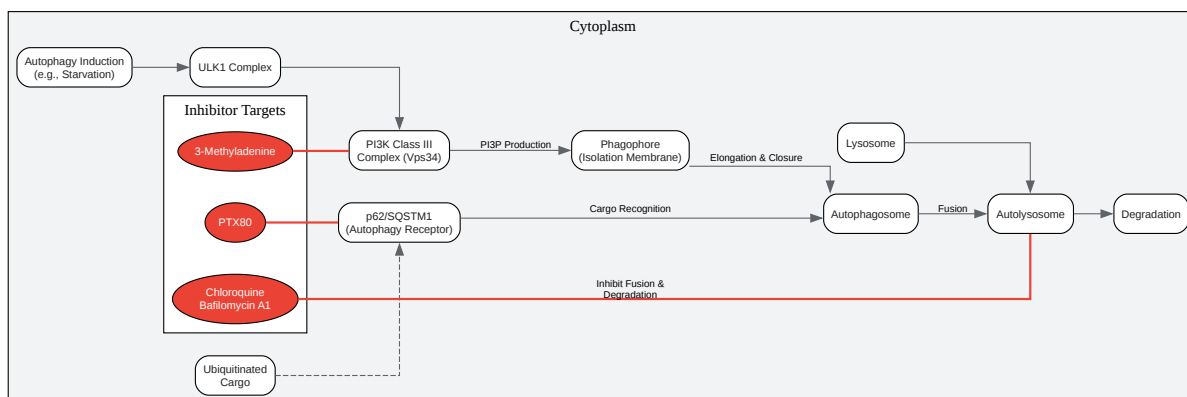 Cytoplasm
Autophagy Induction
(e.g., Starvation)
ULK1 Complex
Inhibitor Targets
3-Methyladenine
PI3K Class III
Complex (Vps34)
PI3P Production
Phagophore
(Isolation Membrane)
Elongation & Closure
Lysosome
PTX80
p62/SQSTM1
(Autophagy Receptor)
Cargo Recognition
Autophagosome
Fusion
Autolysosome
Degradation
Chloroquine
Bafilomycin A1
Inhibit Fusion &
Degradation
Ubiquitinated
Cargo